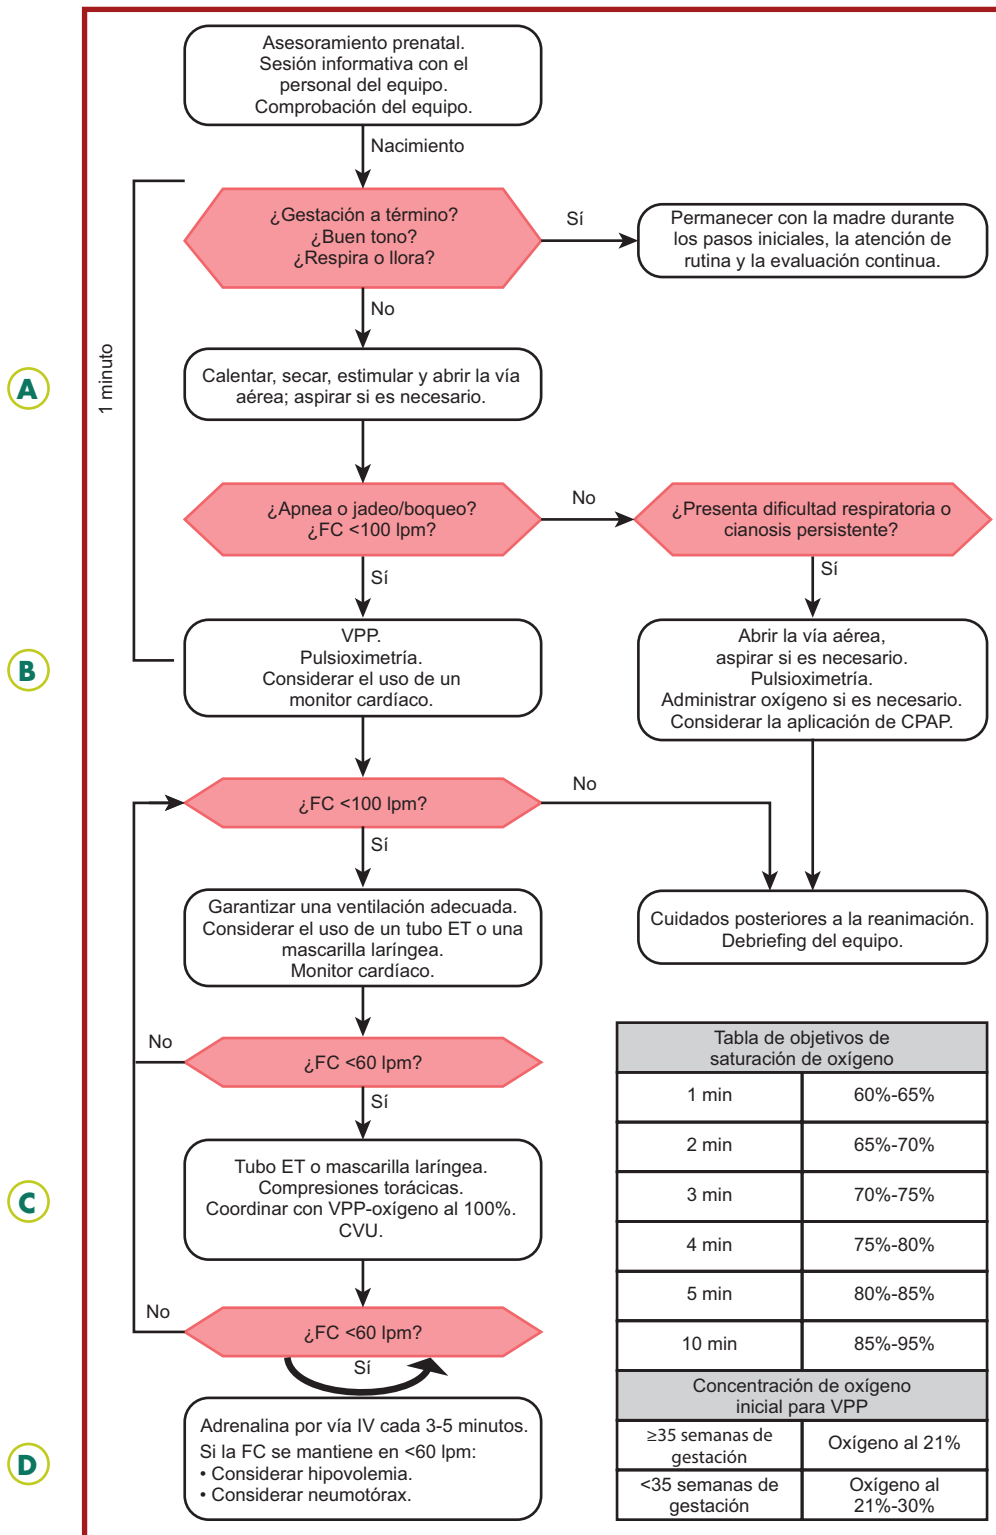 Asesoramiento prenatal.
Sesión informativa con el
personal del equipo.
Comprobación del equipo.
Nacimiento
¿Gestación a término?
¿Buen tono?
¿Respira o llora?
Sí
Permanecer con la madre durante
los pasos iniciales, la atención de
rutina y la evaluación continua.
No
1 minuto
A
Calentar, secar, estimular y abrir la vía
aérea; aspirar si es necesario.
¿Apnea o jadeo/boqueo?
¿FC <100 lpm?
No
¿Presenta dificultad respiratoria o
cianosis persistente?
Sí
Sí
B
VPP.
Pulsioximetría.
Considerar el uso de un
monitor cardíaco.
Abrir la vía aérea,
aspirar si es necesario.
Pulsioximetría.
Administrar oxígeno si es necesario.
Considerar la aplicación de CPAP.
¿FC <100 lpm?
No
Sí
Garantizar una ventilación adecuada.
Considerar el uso de un tubo ET o una
mascarilla laríngea.
Monitor cardíaco.
Cuidados posteriores a la reanimación.
Debriefing del equipo.
No
¿FC <60 lpm?
Sí
C
Tubo ET o mascarilla laríngea.
Compresiones torácicas.
Coordinar con VPP-oxígeno al 100%.
CVU.
No
¿FC <60 lpm?
Sí
D
Adrenalina por vía IV cada 3-5 minutos.
Si la FC se mantiene en <60 lpm:
• Considerar hipovolemia.
• Considerar neumotórax.
Tabla de objetivos de
saturación de oxígeno
1 min 60%-65%
2 min 65%-70%
3 min 70%-75%
4 min 75%-80%
5 min 80%-85%
10 min 85%-95%
Concentración de oxígeno
inicial para VPP
≥35 semanas de
gestación
Oxígeno al 21%
<35 semanas de
gestación
Oxígeno al
21%-30%